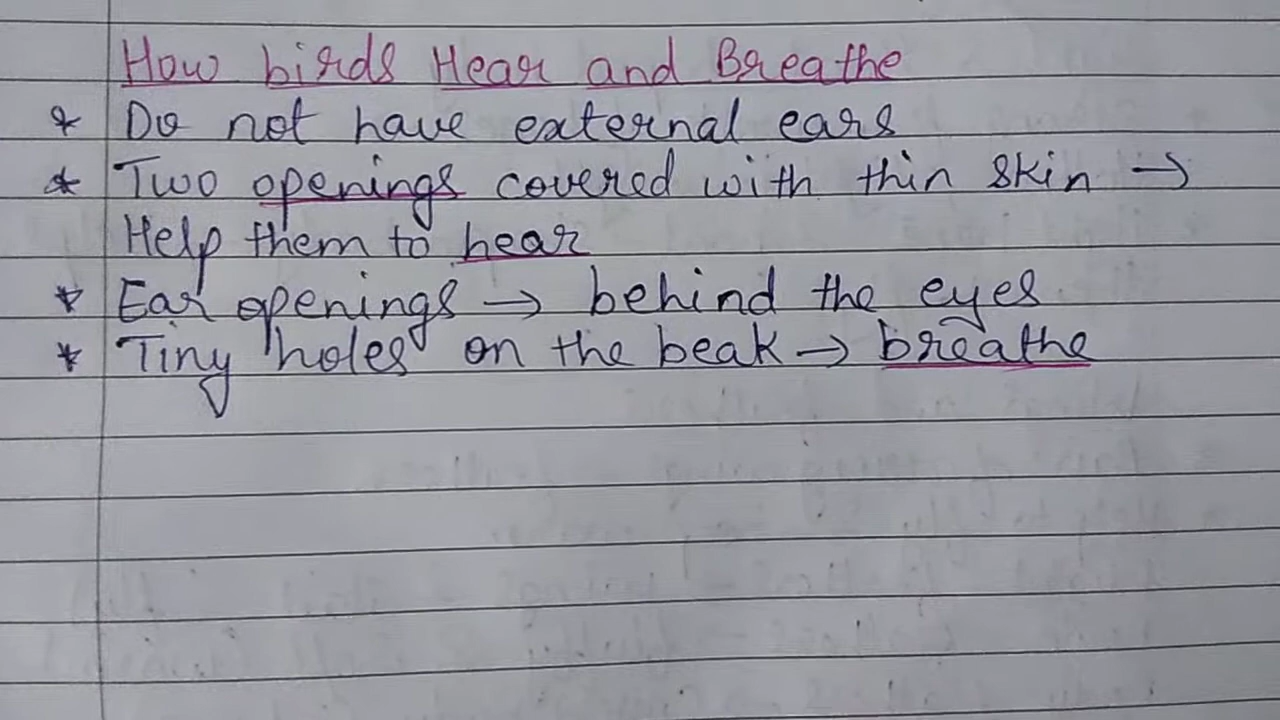 How birds Hear and Breathe
* Do not have external ears
* Two openings covered with thin skin →
Help them to hear
* Ear openings → behind the eyes
* Tiny holes on the beak → breathe